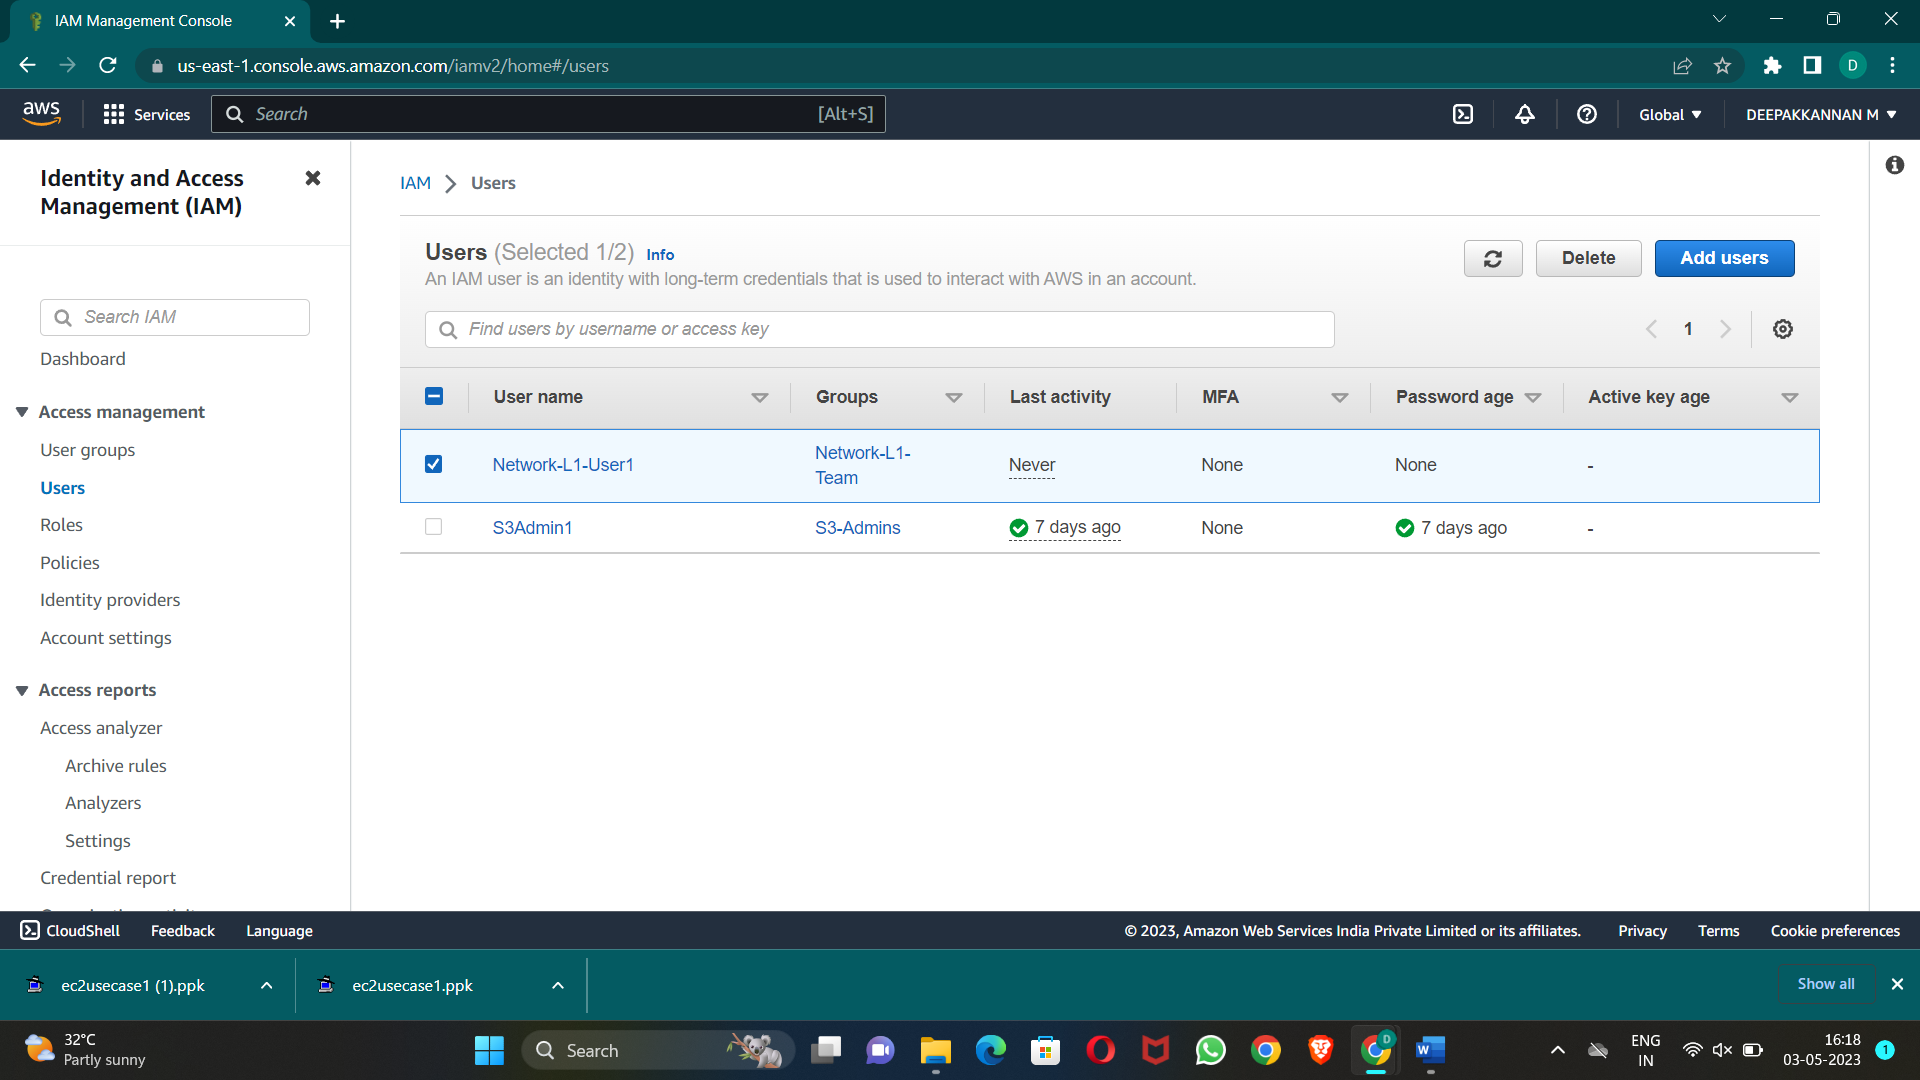 IAM Management Console
us-east-1.console.aws.amazon.com/iamv2/home#/users
D
aws
Services
Search
[Alt+S]
Global
DEEPAKKANNAN M
Identity and Access
Management (IAM)
Search IAM
Dashboard
Access management
User groups
Users
Roles
Policies
Identity providers
Account settings
Access reports
Access analyzer
Archive rules
Analyzers
Settings
Credential report
IAM
Users
Users (Selected 1/2) Info
An IAM user is an identity with long-term credentials that is used to interact with AWS in an account.
Delete
Add users
Find users by username or access key
1
User name Groups Last activity MFA Password age Active key age
Network-L1-User1 Network-L1-
Team Never None None -
S3Admin1 S3-Admins 7 days ago None 7 days ago -
CloudShell Feedback Language
© 2023, Amazon Web Services India Private Limited or its affiliates. Privacy Terms Cookie preferences
ec2usecase1 (1).ppk
ec2usecase1.ppk
Show all
32°C
Partly sunny
Search
D
W
ENG
IN
16:18
03-05-2023
1